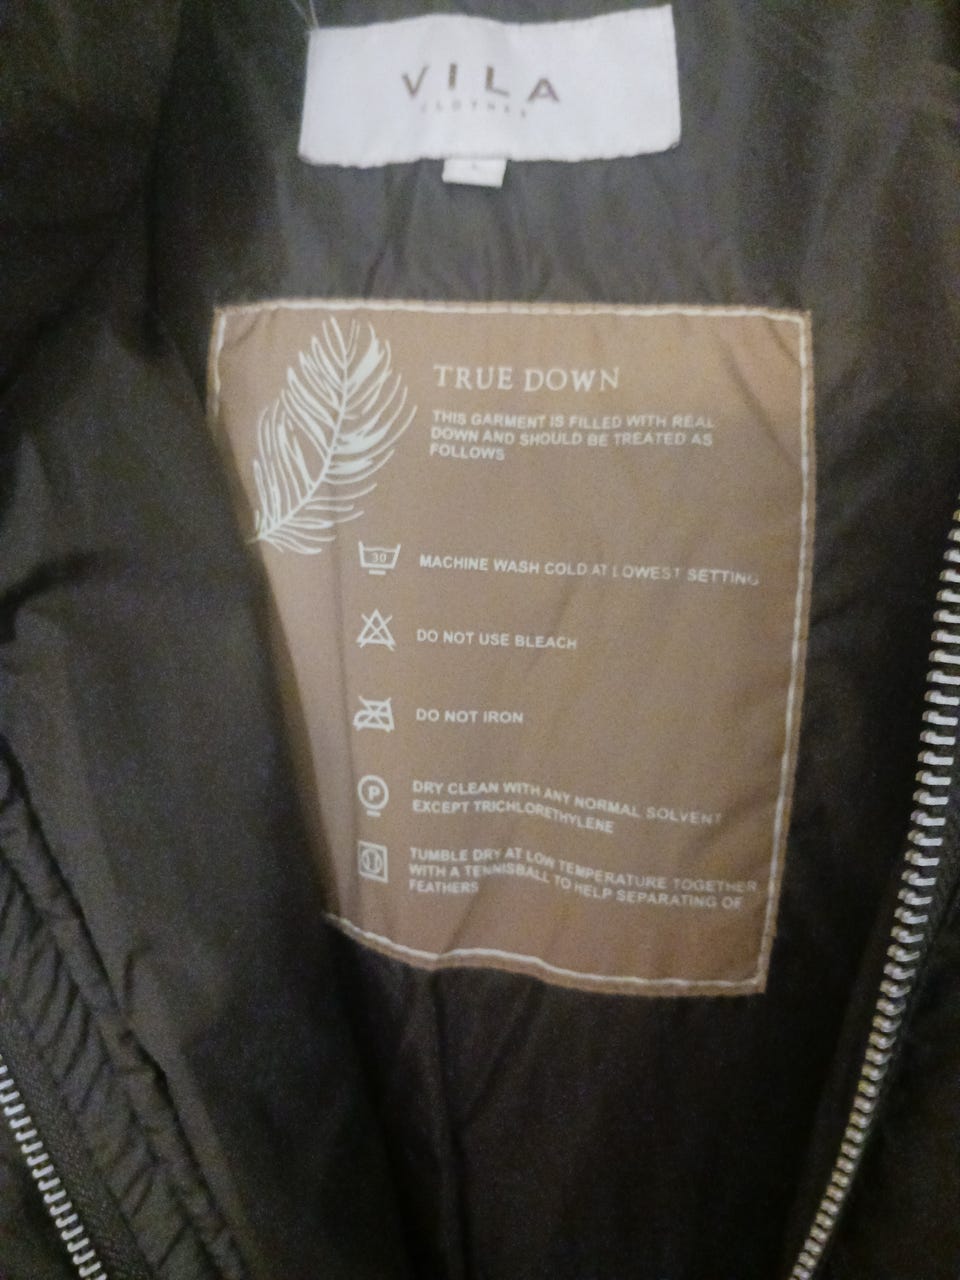 VILA
CLOTHES
TRUE DOWN
THIS GARMENT IS FILLED WITH REAL
DOWN AND SHOULD BE TREATED AS
FOLLOWS
30
MACHINE WASH COLD AT LOWEST SETTING
DO NOT USE BLEACH
DO NOT IRON
P
DRY CLEAN WITH ANY NORMAL SOLVENT
EXCEPT TRICHLORETHYLENE
TUMBLE DRY AT LOW TEMPERATURE TOGETHER
WITH A TENNISBALL TO HELP SEPARATING OF
FEATHERS